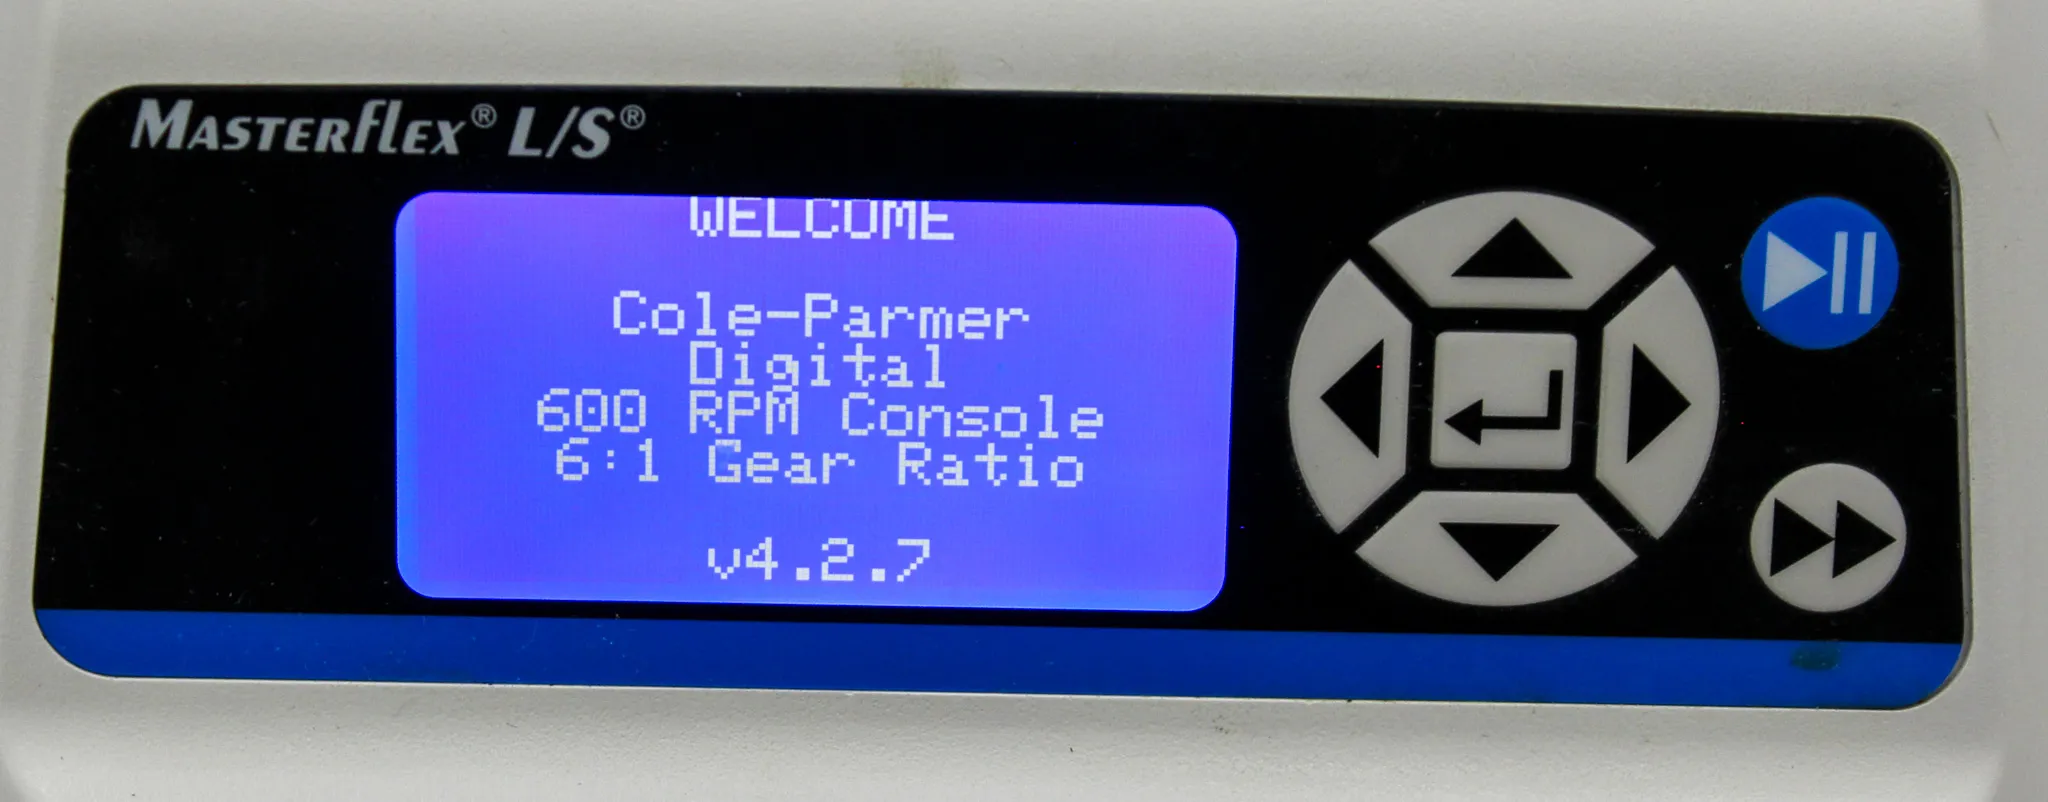 MASTERFLEX® L/S®
WELCOME
Cole-Parmer
Digital
600 RPM Console
6:1 Gear Ratio
v4.2.7